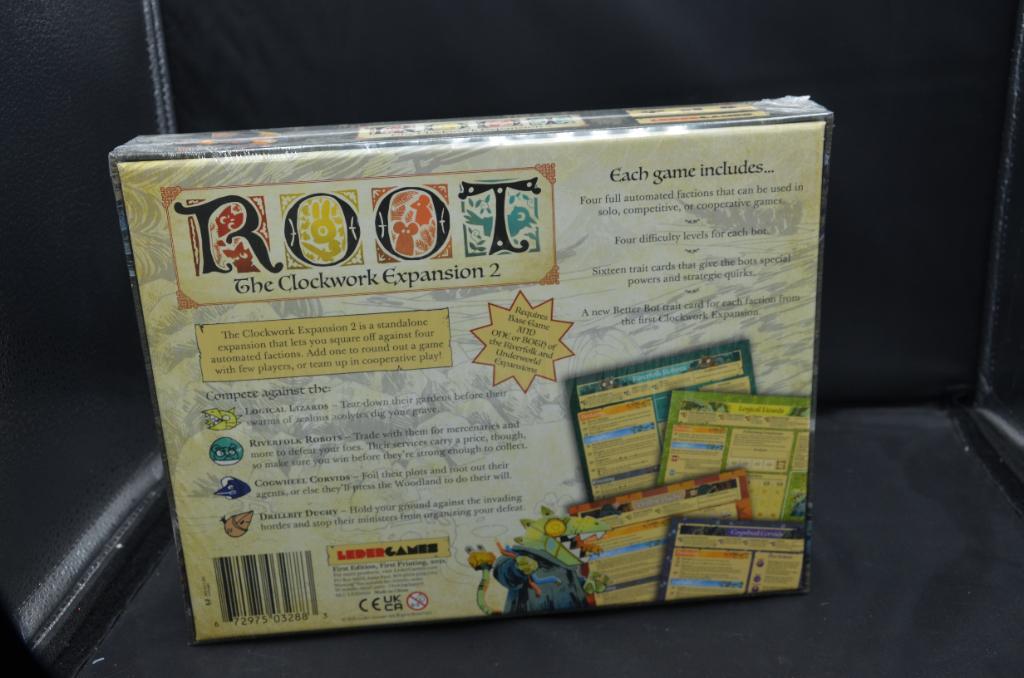 ROOT
The Clockwork Expansion 2
The Clockwork Expansion 2 is a standalone
expansion that lets you square off against four
automated factions. Add one to round out a game
with few players, or team up in cooperative play!
Requires
Base Game
AND
ONE or BOTH of
the Riverfolk and
Underworld
Expansions
Compete against the:
LOGICAL LIZARDS – Tear down their gardens before their
swarms of zealous acolytes dig your grave.
RIVERFOLK ROBOTS – Trade with them for mercenaries and
more to defeat your foes. Their services carry a price, though,
so make sure you win before they're strong enough to collect.
COGWHEEL CORVIDS – Foil their plots and root out their
agents, or else they'll press the Woodland to do their will.
DRILLBIT DUCHY – Hold your ground against the invading
hordes and stop their ministers from organizing your defeat.
Each game includes...
Four full automated factions that can be used in
solo, competitive, or cooperative games.
Four difficulty levels for each bot.
Sixteen trait cards that give the bots special
powers and strategic quirks.
A new Better Bot trait card for each faction from
the first Clockwork Expansion.
Riverfolk Robots
Logical Lizards
Cogwheel Corvids
LEDERGAMES
First Edition, First Printing,
CE UK CA
6 72975 03288 3